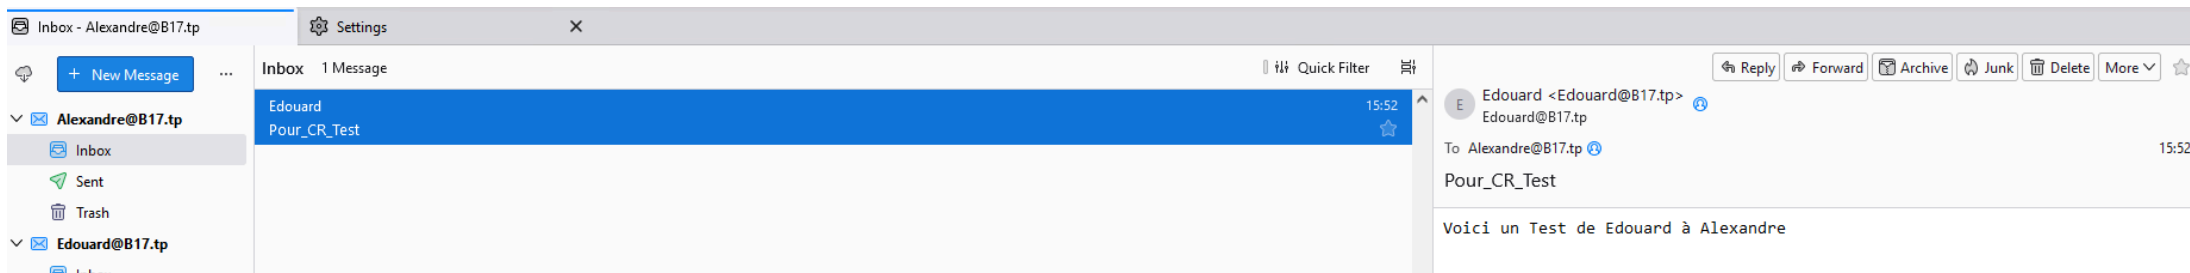 Inbox - Alexandre@B17.tp
Settings
+ New Message
Inbox 1 Message
Quick Filter
Reply
Forward
Archive
Junk
Delete
More
Alexandre@B17.tp
Inbox
Sent
Trash
Edouard@B17.tp
Edouard 15:52
Pour_CR_Test
E
Edouard <Edouard@B17.tp>
Edouard@B17.tp
To Alexandre@B17.tp 15:52
Pour_CR_Test
Voici un Test de Edouard à Alexandre